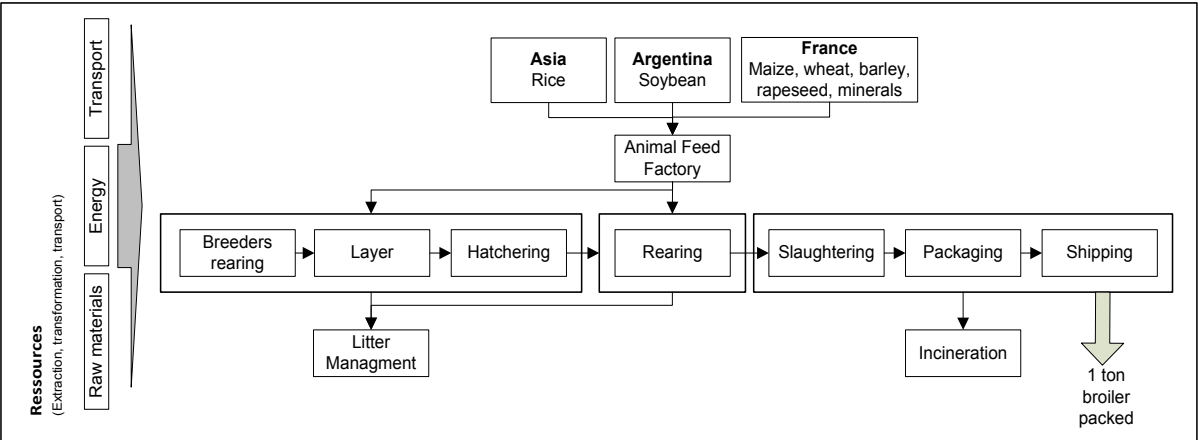 Ressources
(Extraction, transformation, transport)
Transport
Energy
Raw materials
Asia
Rice
Argentina
Soybean
France
Maize, wheat, barley,
rapeseed, minerals
Animal Feed
Factory
Breeders
rearing
Layer
Hatchering
Rearing
Slaughtering
Packaging
Shipping
Litter
Managment
Incineration
1 ton
broiler
packed